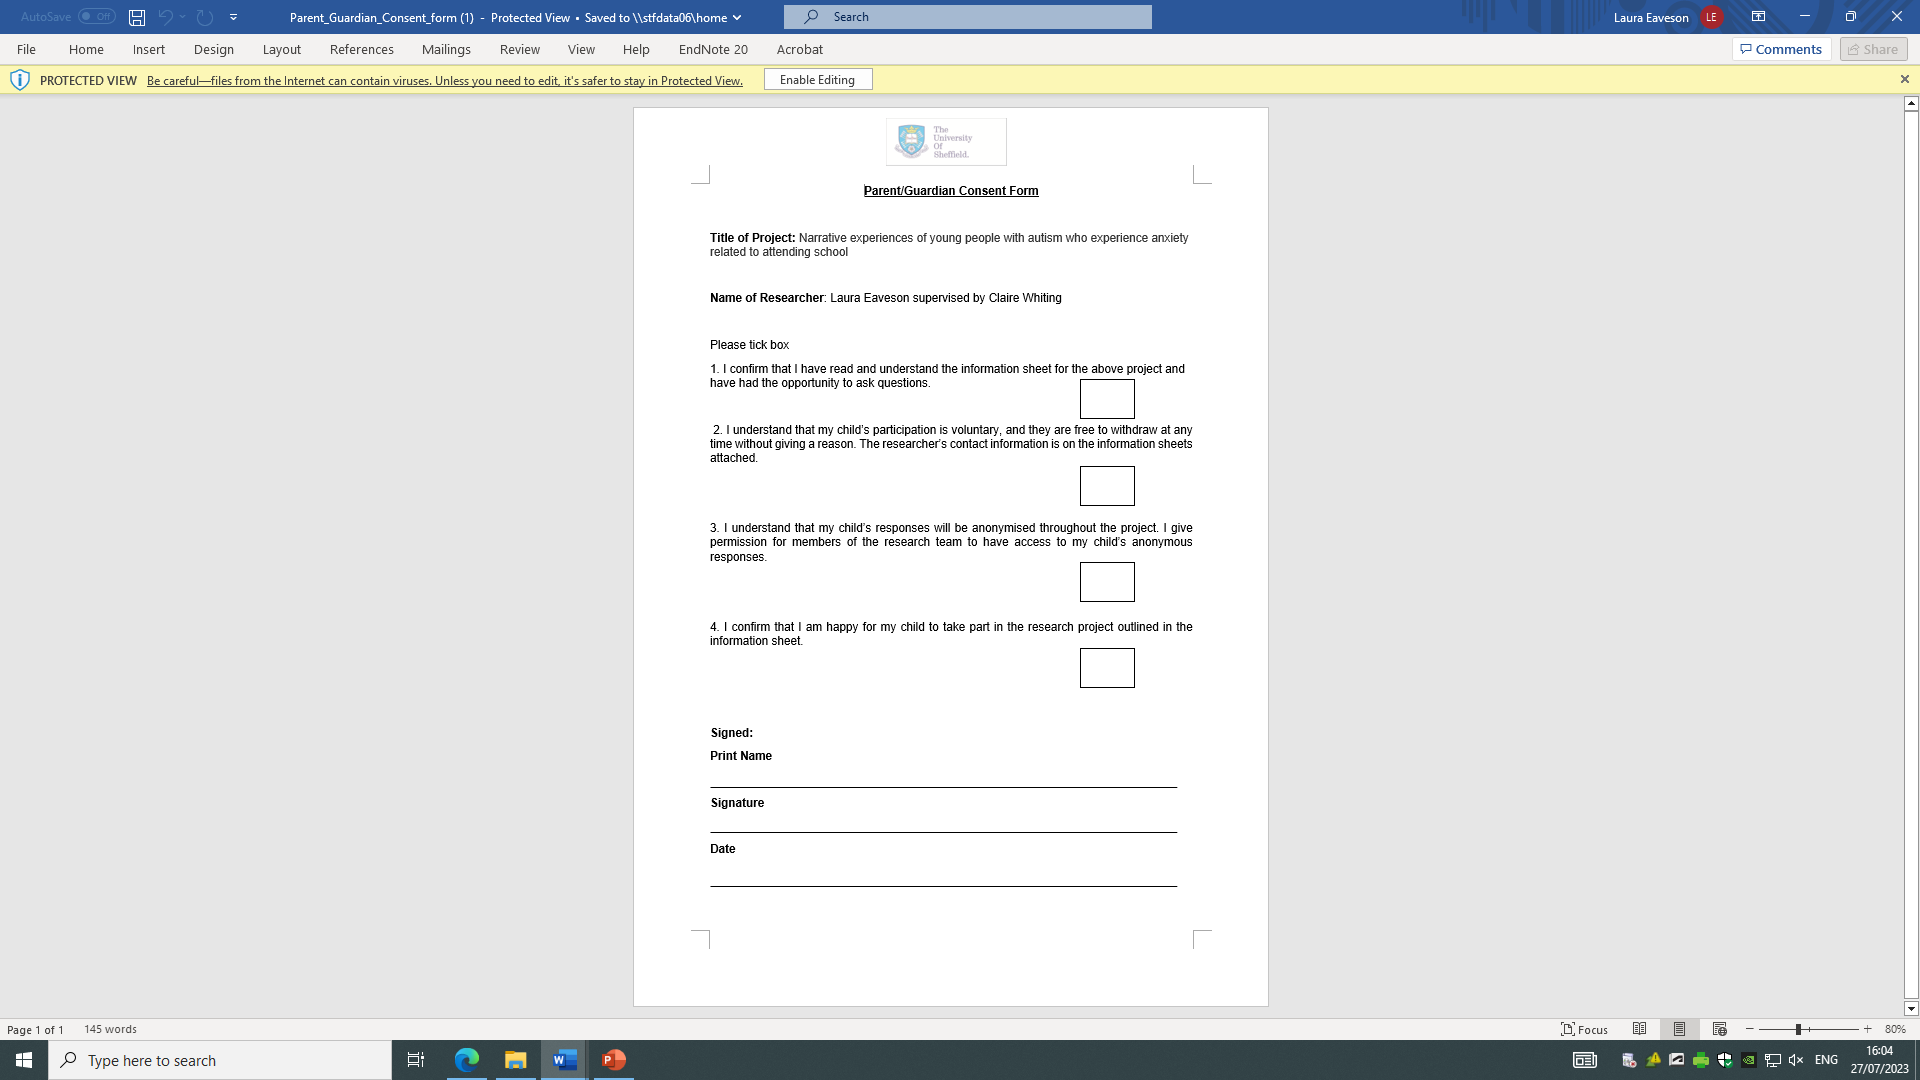 AutoSave Off Parent_Guardian_Consent_form (1) - Protected View • Saved to \\stfdata06\home Search Laura Eaveson LE
File Home Insert Design Layout References Mailings Review View Help EndNote 20 Acrobat Comments Share
PROTECTED VIEW Be careful—files from the Internet can contain viruses. Unless you need to edit, it's safer to stay in Protected View. Enable Editing
The
University
Of
Sheffield.
Parent/Guardian Consent Form
Title of Project: Narrative experiences of young people with autism who experience anxiety
related to attending school
Name of Researcher: Laura Eaveson supervised by Claire Whiting
Please tick box
1. I confirm that I have read and understand the information sheet for the above project and
have had the opportunity to ask questions.
2. I understand that my child's participation is voluntary, and they are free to withdraw at any
time without giving a reason. The researcher's contact information is on the information sheets
attached.
3. I understand that my child's responses will be anonymised throughout the project. I give
permission for members of the research team to have access to my child's anonymous
responses.
4. I confirm that I am happy for my child to take part in the research project outlined in the
information sheet.
Signed:
Print Name
Signature
Date
Page 1 of 1 145 words Focus 80%
Type here to search ENG 16:04
27/07/2023